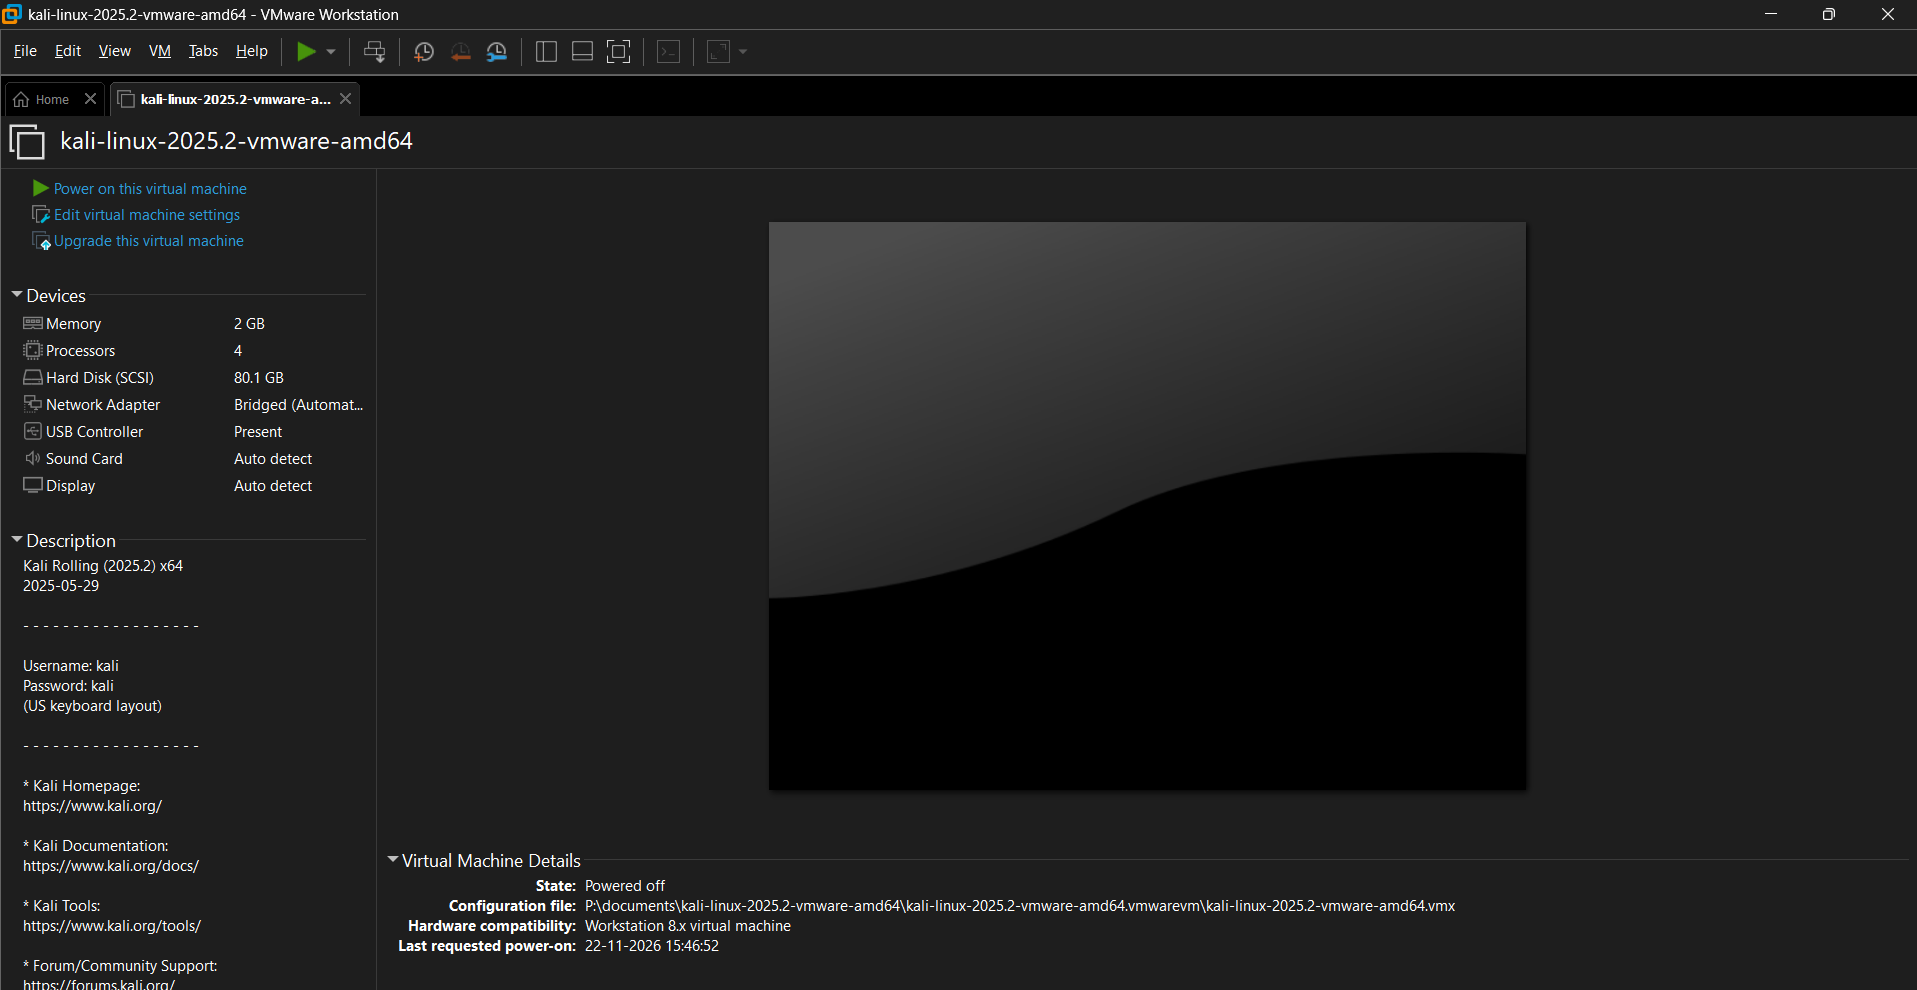 kali-linux-2025.2-vmware-amd64 - VMware Workstation
File Edit View VM Tabs Help
Home
kali-linux-2025.2-vmware-a...
kali-linux-2025.2-vmware-amd64
Power on this virtual machine
Edit virtual machine settings
Upgrade this virtual machine
Devices
Memory 2 GB
Processors 4
Hard Disk (SCSI) 80.1 GB
Network Adapter Bridged (Automat...
USB Controller Present
Sound Card Auto detect
Display Auto detect
Description
Kali Rolling (2025.2) x64
2025-05-29
- - - - - - - - - - - - - - - - - -
Username: kali
Password: kali
(US keyboard layout)
- - - - - - - - - - - - - - - - - -
* Kali Homepage:
https://www.kali.org/
* Kali Documentation:
https://www.kali.org/docs/
* Kali Tools:
https://www.kali.org/tools/
* Forum/Community Support:
https://forums.kali.org/
Virtual Machine Details
State: Powered off
Configuration file: P:\documents\kali-linux-2025.2-vmware-amd64\kali-linux-2025.2-vmware-amd64.vmwarevm\kali-linux-2025.2-vmware-amd64.vmx
Hardware compatibility: Workstation 8.x virtual machine
Last requested power-on: 22-11-2026 15:46:52